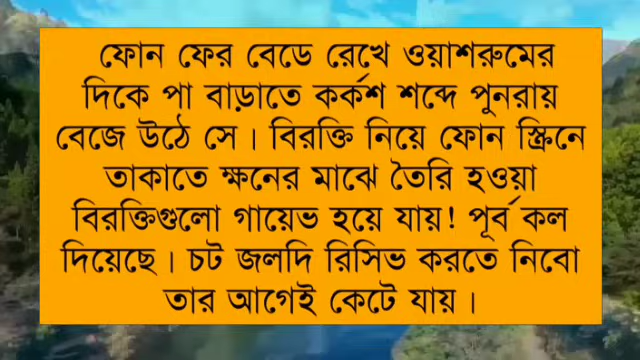 ফোন ফের বেডে রেখে ওয়াশরুমের
দিকে পা বাড়াতে কর্কশ শব্দে পুনরায়
বেজে উঠে সে। বিরক্তি নিয়ে ফোন স্ক্রিনে
তাকাতে ক্ষনের মাঝে তৈরি হওয়া
বিরক্তিগুলো গায়েভ হয়ে যায়! পূর্ব কল
দিয়েছে। চট জলদি রিসিভ করতে নিবো
তার আগেই কেটে যায়।